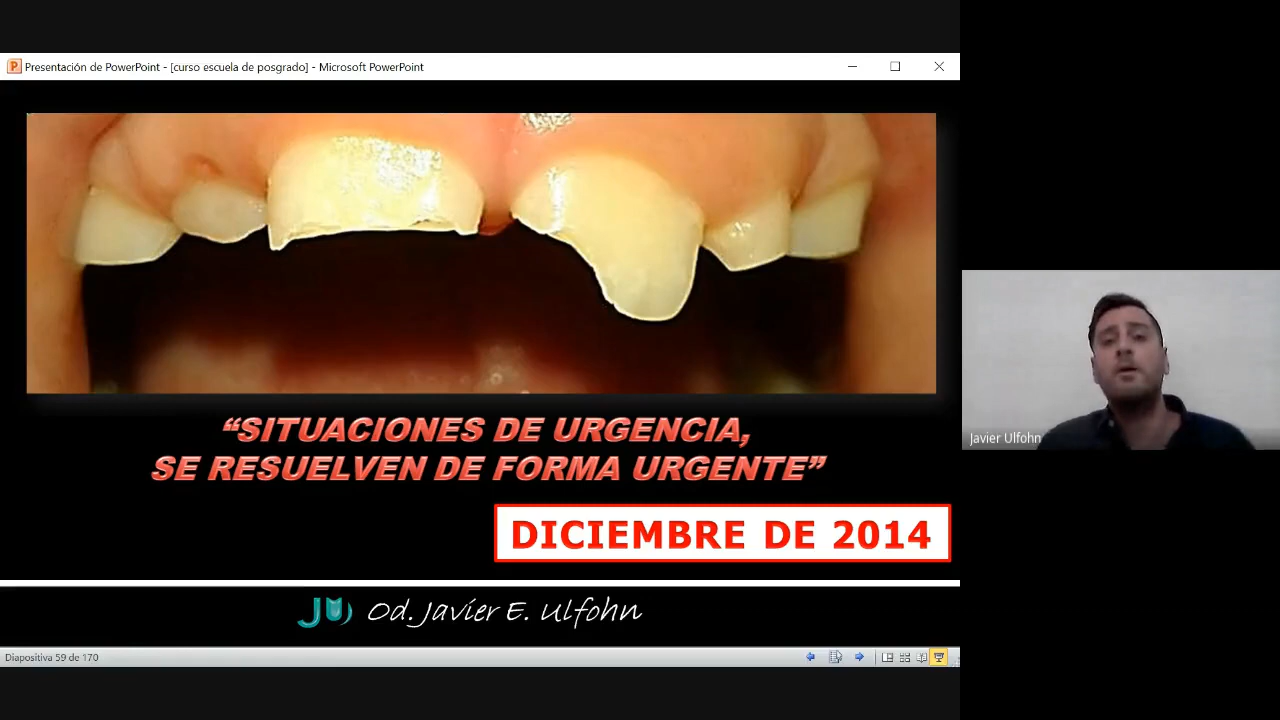 Presentación de PowerPoint - [curso escuela de posgrado] - Microsoft PowerPoint
“SITUACIONES DE URGENCIA,
SE RESUELVEN DE FORMA URGENTE”
DICIEMBRE DE 2014
JU Od. Javier E. Ulfohn
Diapositiva 59 de 170
Javier Ulfohn